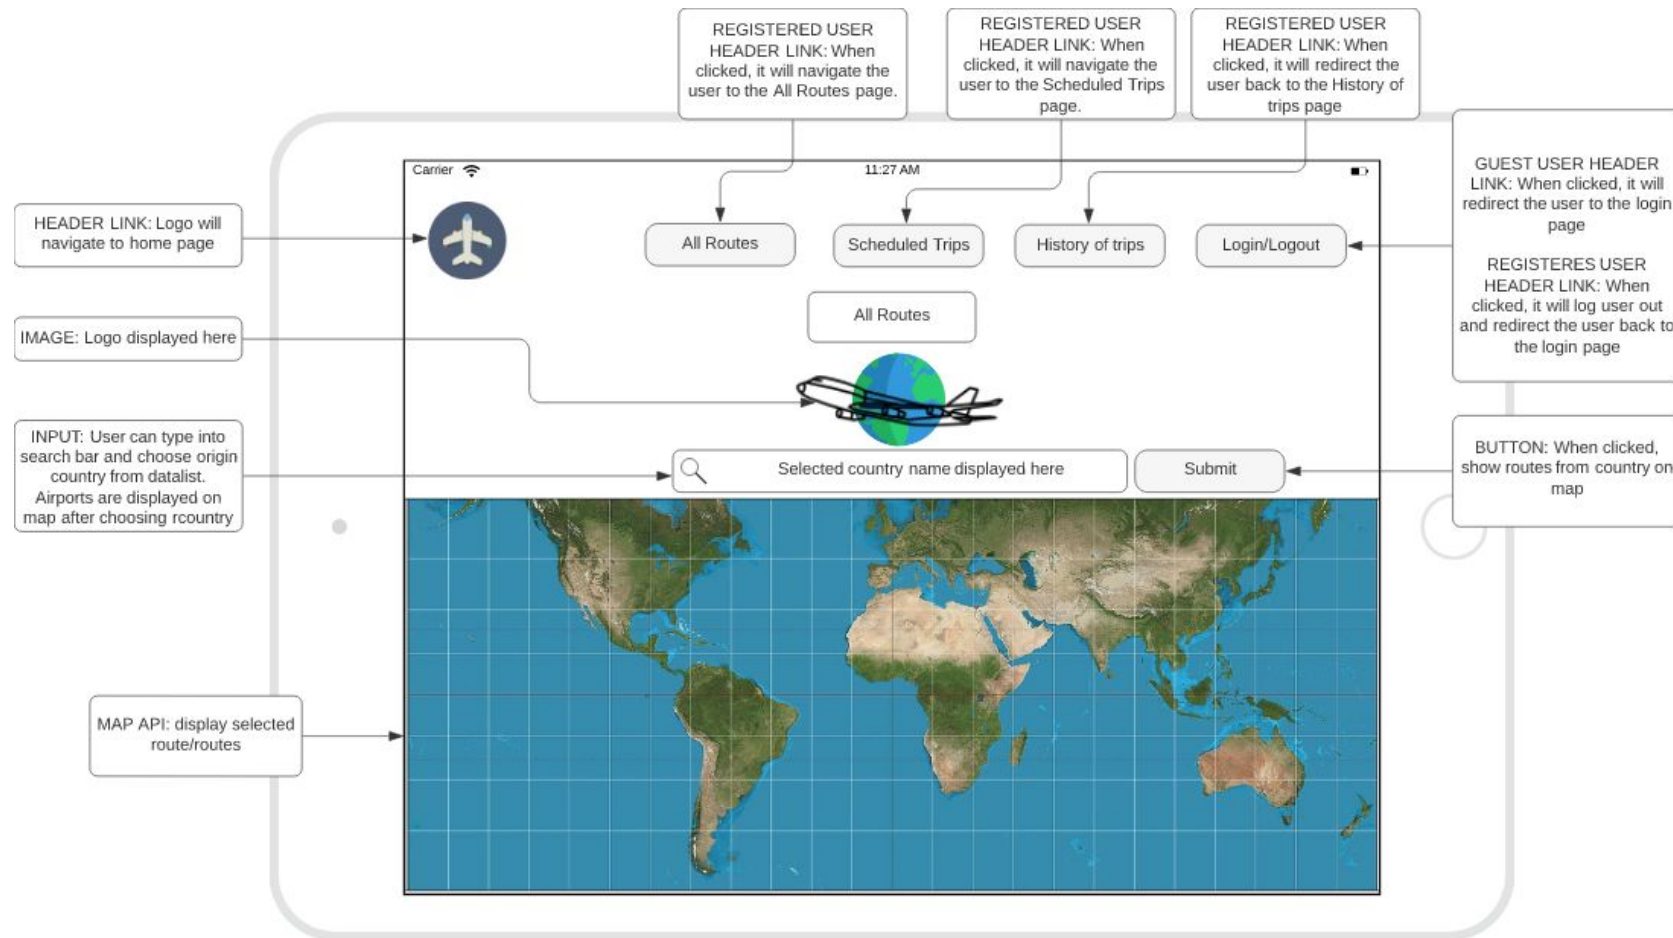 REGISTERED USER
HEADER LINK: When
clicked, it will navigate the
user to the All Routes page.
REGISTERED USER
HEADER LINK: When
clicked, it will navigate the
user to the Scheduled Trips
page.
REGISTERED USER
HEADER LINK: When
clicked, it will redirect the
user back to the History of
trips page
GUEST USER HEADER
LINK: When clicked, it will
redirect the user to the login
page
REGISTERES USER
HEADER LINK: When
clicked, it will log user out
and redirect the user back to
the login page
Carrier
11:27 AM
HEADER LINK: Logo will
navigate to home page
All Routes
Scheduled Trips
History of trips
Login/Logout
All Routes
IMAGE: Logo displayed here
INPUT: User can type into
search bar and choose origin
country from datalist.
Airports are displayed on
map after choosing rcountry
Selected country name displayed here
Submit
BUTTON: When clicked,
show routes from country on
map
MAP API: display selected
route/routes